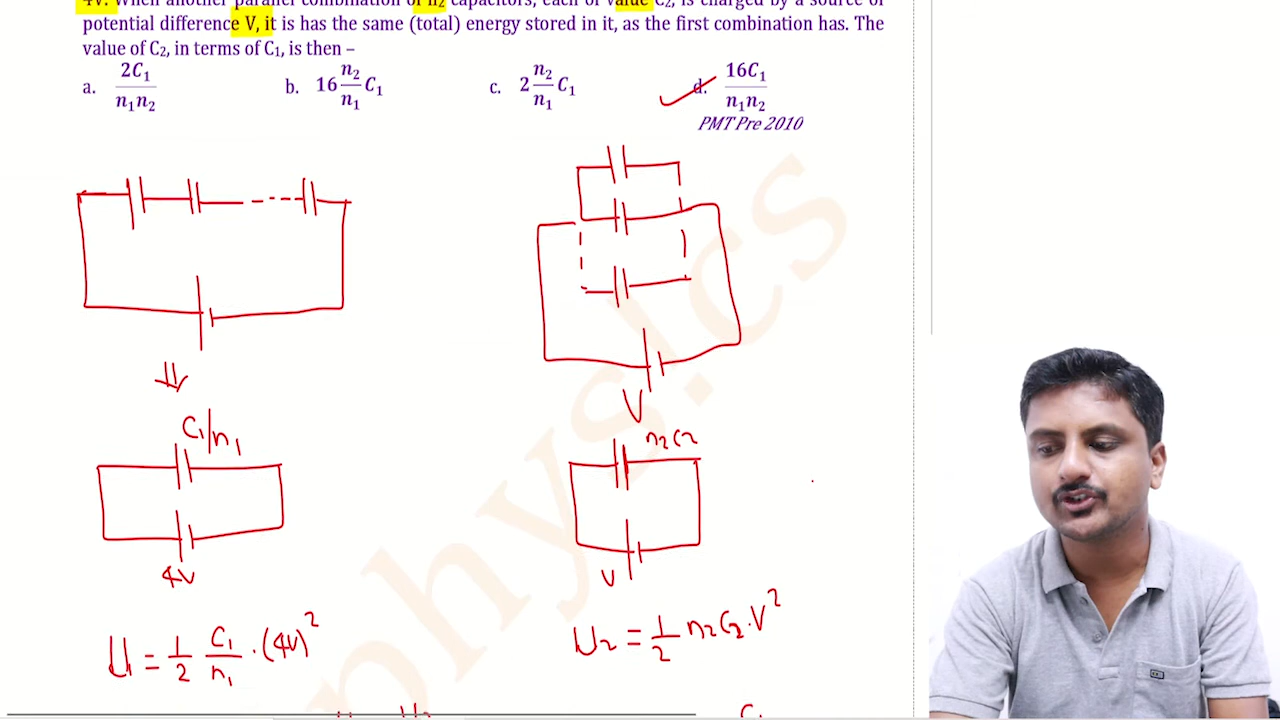 4V. When another parallel combination of n₂ capacitors, each of value C₂, is charged by a source of
potential difference V, it is has the same (total) energy stored in it, as the first combination has. The
value of C₂, in terms of C₁, is then –
a. 2C₁/n₁n₂ b. 16 n₂/n₁ C₁ c. 2 n₂/n₁ C₁ d. 16C₁/n₁n₂
PMT Pre 2010
V
C₁/n₁
n₂C₂
4V
V
U₁ = 1/2 C₁/n₁ · (4V)²
U₂ = 1/2 n₂C₂ · V²
physics